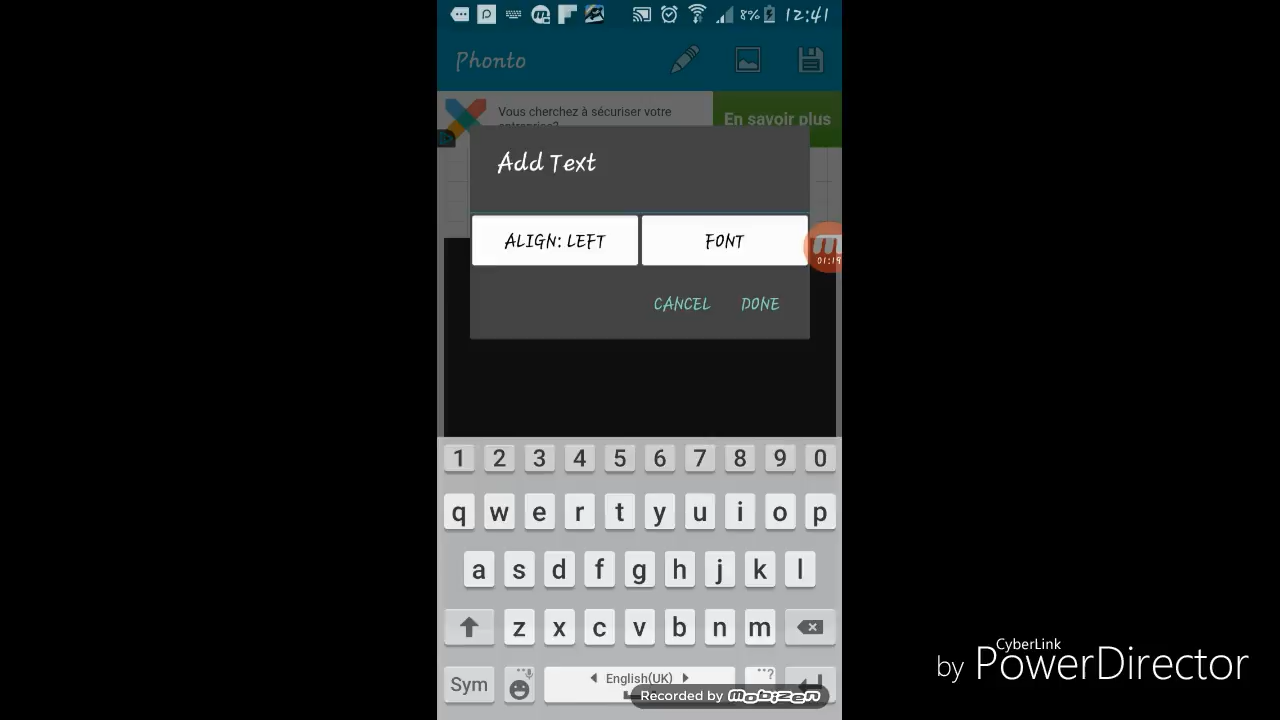 8% 12:41
Phonto
Vous cherchez à sécuriser votre
entreprise?
En savoir plus
Add Text
ALIGN: LEFT FONT
01:19
CANCEL DONE
1 2 3 4 5 6 7 8 9 0
q w e r t y u i o p
a s d f g h j k l
z x c v b n m
Sym English(UK) ?
Recorded by mobizen
CyberLink
by PowerDirector